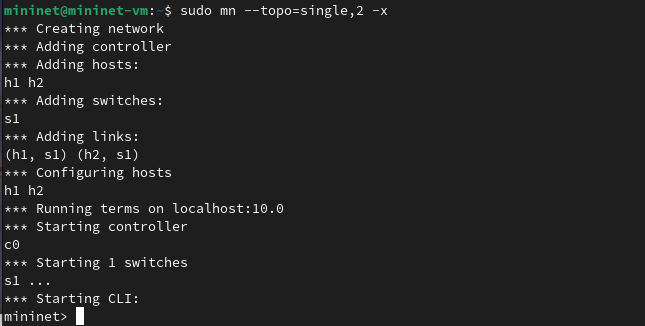 mininet@mininet-vm:~$ sudo mn --topo=single,2 -x
*** Creating network
*** Adding controller
*** Adding hosts:
h1 h2
*** Adding switches:
s1
*** Adding links:
(h1, s1) (h2, s1)
*** Configuring hosts
h1 h2
*** Running terms on localhost:10.0
*** Starting controller
c0
*** Starting 1 switches
s1 ...
*** Starting CLI:
mininet>